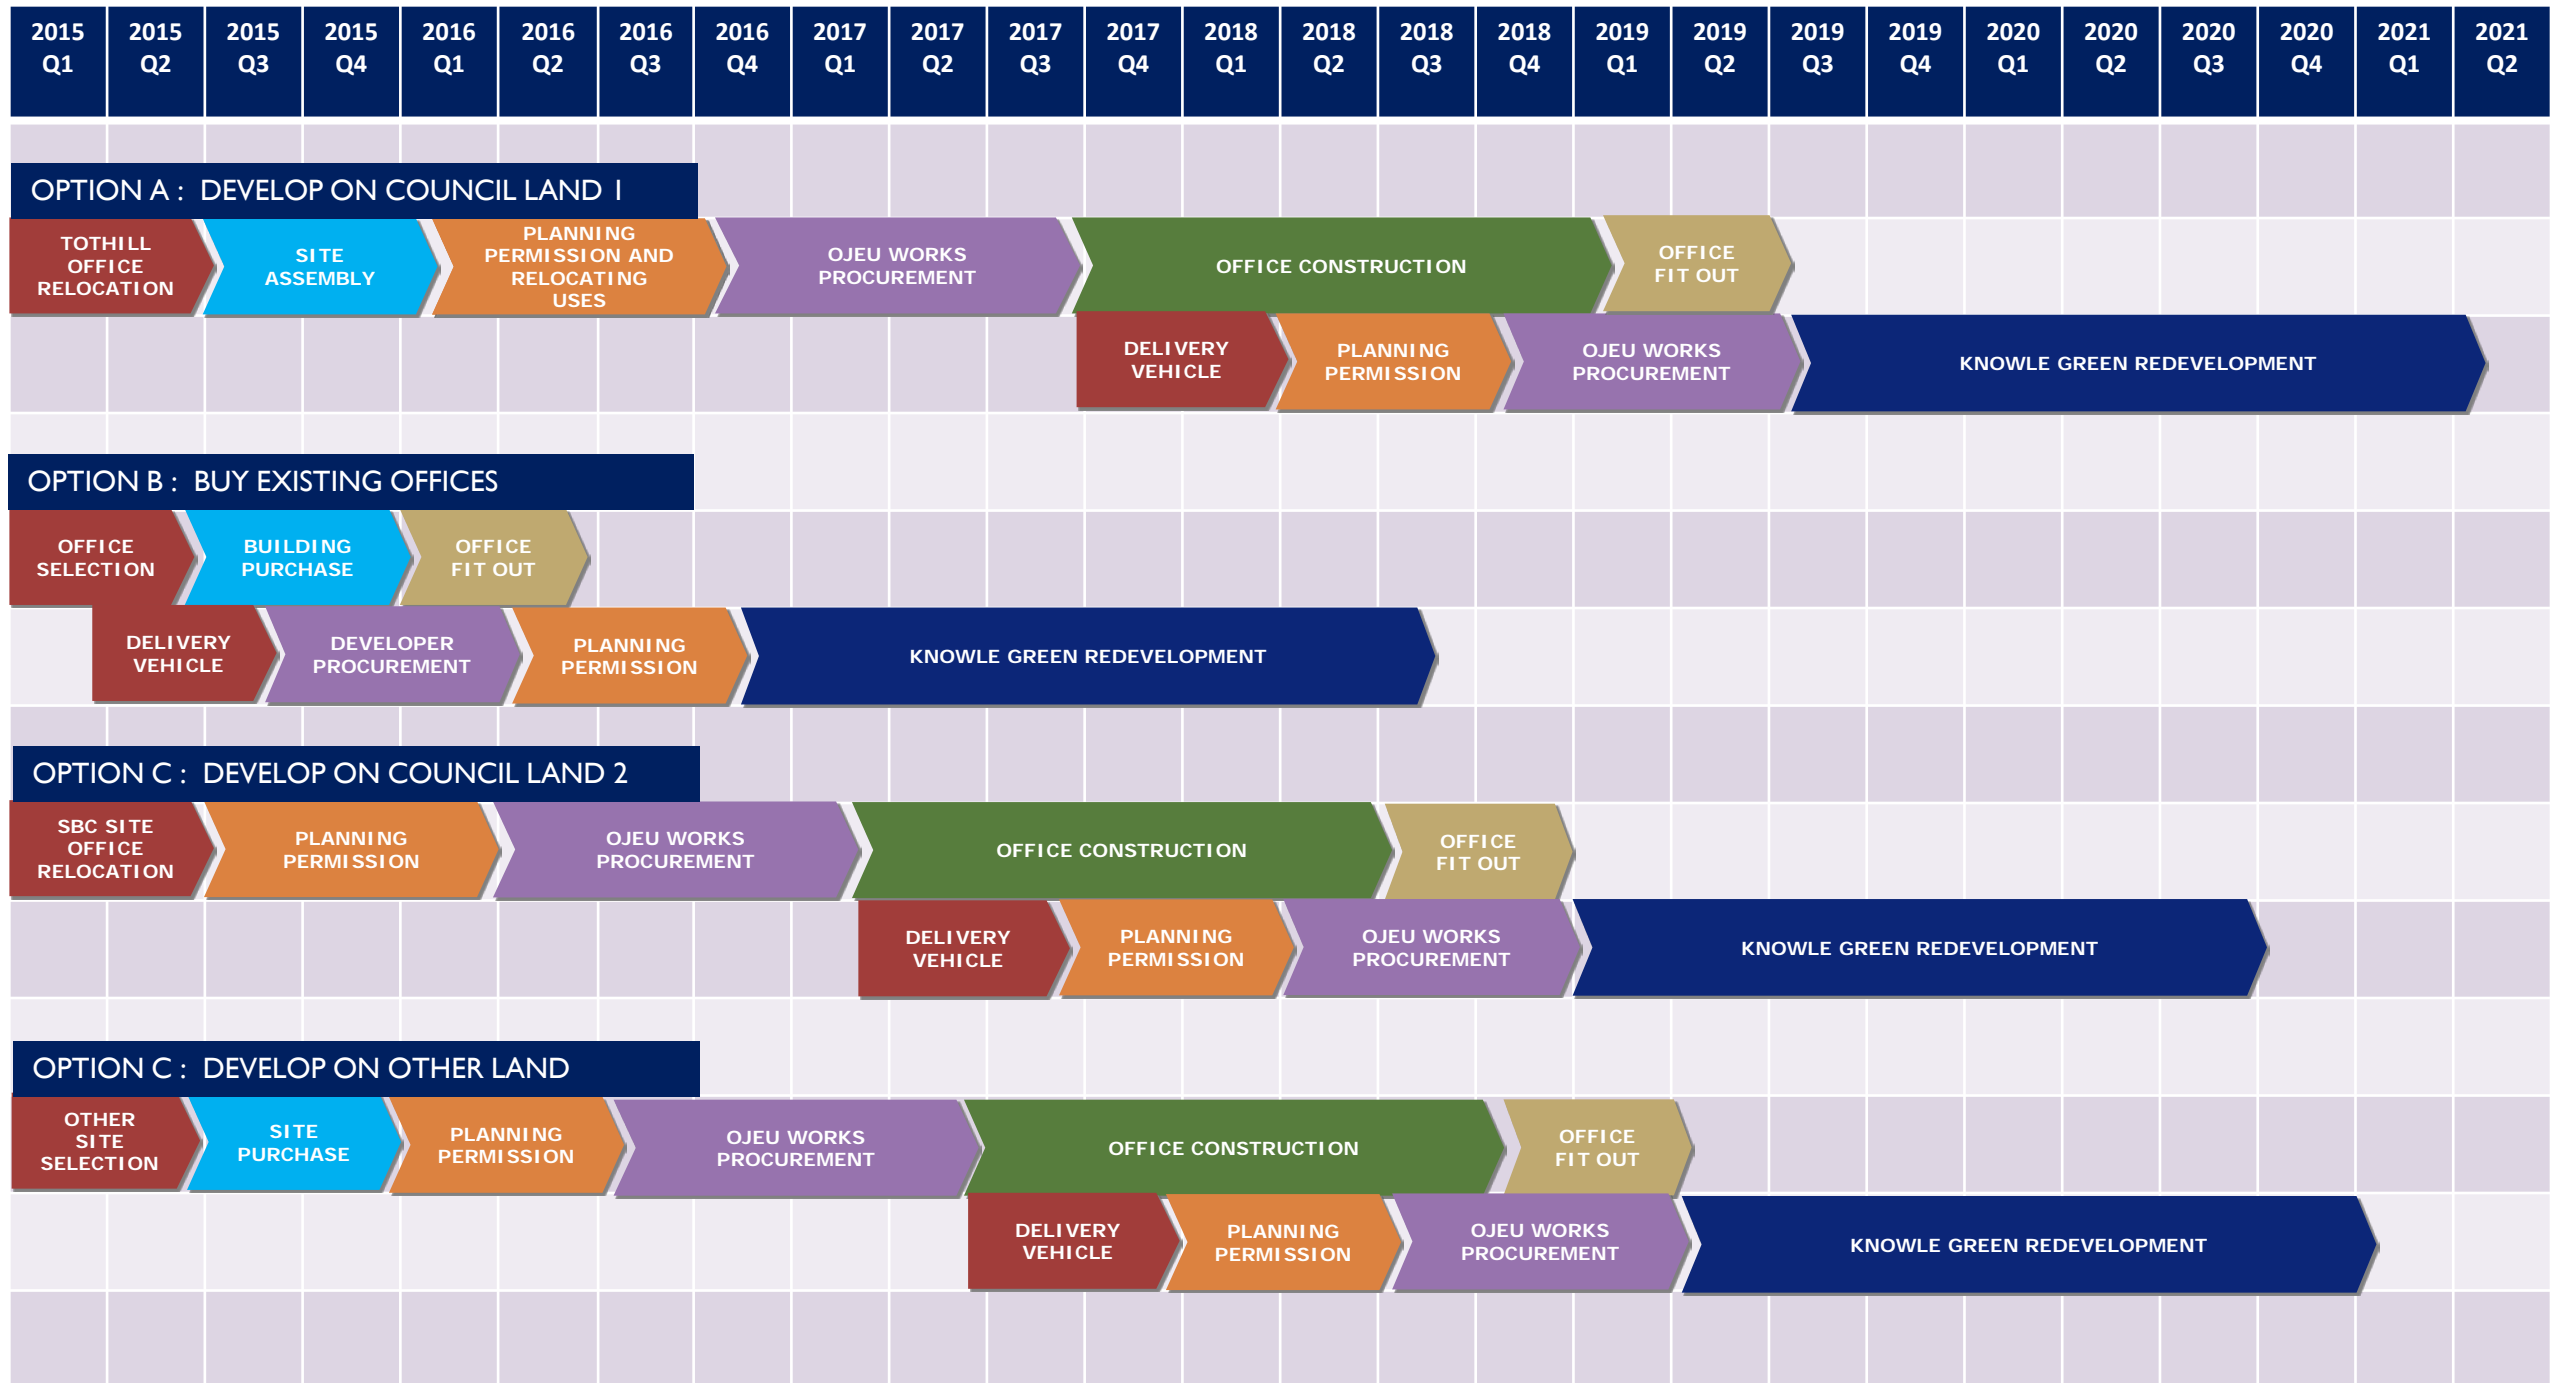 2015 2015 2015 2015 2016 2016 2016 2016 2017 2017 2017 2017 2018 2018 2018 2018 2019 2019 2019 2019 2020 2020 2020 2020 2021 2021
Q1 Q2 Q3 Q4 Q1 Q2 Q3 Q4 Q1 Q2 Q3 Q4 Q1 Q2 Q3 Q4 Q1 Q2 Q3 Q4 Q1 Q2 Q3 Q4 Q1 Q2
OPTION A : DEVELOP ON COUNCIL LAND 1
TOTHILL
OFFICE
RELOCATION
SITE
ASSEMBLY
PLANNING
PERMISSION AND
RELOCATING
USES
OJEU WORKS
PROCUREMENT
OFFICE CONSTRUCTION
OFFICE
FIT OUT
DELIVERY
VEHICLE
PLANNING
PERMISSION
OJEU WORKS
PROCUREMENT
KNOWLE GREEN REDEVELOPMENT
OPTION B : BUY EXISTING OFFICES
OFFICE
SELECTION
BUILDING
PURCHASE
OFFICE
FIT OUT
DELIVERY
VEHICLE
DEVELOPER
PROCUREMENT
PLANNING
PERMISSION
KNOWLE GREEN REDEVELOPMENT
OPTION C : DEVELOP ON COUNCIL LAND 2
SBC SITE
OFFICE
RELOCATION
PLANNING
PERMISSION
OJEU WORKS
PROCUREMENT
OFFICE CONSTRUCTION
OFFICE
FIT OUT
DELIVERY
VEHICLE
PLANNING
PERMISSION
OJEU WORKS
PROCUREMENT
KNOWLE GREEN REDEVELOPMENT
OPTION C : DEVELOP ON OTHER LAND
OTHER
SITE
SELECTION
SITE
PURCHASE
PLANNING
PERMISSION
OJEU WORKS
PROCUREMENT
OFFICE CONSTRUCTION
OFFICE
FIT OUT
DELIVERY
VEHICLE
PLANNING
PERMISSION
OJEU WORKS
PROCUREMENT
KNOWLE GREEN REDEVELOPMENT